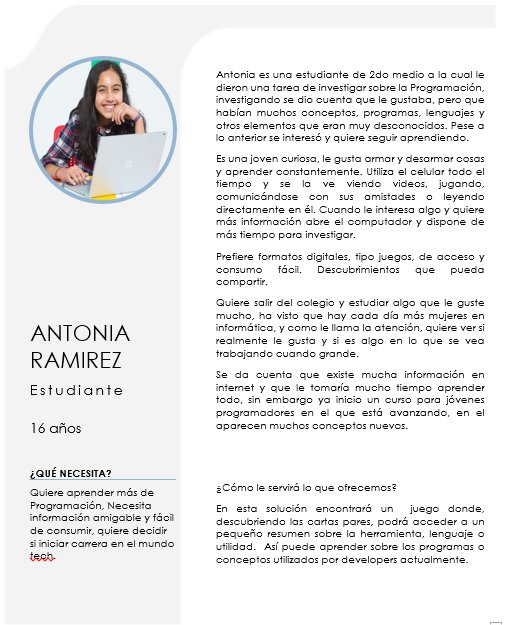 Antonia es una estudiante de 2do medio a la cual le
dieron una tarea de investigar sobre la Programación,
investigando se dio cuenta que le gustaba, pero que
habían muchos conceptos, programas, lenguajes y
otros elementos que eran muy desconocidos. Pese a
lo anterior se interesó y quiere seguir aprendiendo.
Es una joven curiosa, le gusta armar y desarmar cosas
y aprender constantemente. Utiliza el celular todo el
tiempo y se la ve viendo videos, jugando,
comunicándose con sus amistades o leyendo
directamente en él. Cuando le interesa algo y quiere
más información abre el computador y dispone de
más tiempo para investigar.
Prefiere formatos digitales, tipo juegos, de acceso y
consumo fácil. Descubrimientos que pueda
compartir.
Quiere salir del colegio y estudiar algo que le guste
mucho, ha visto que hay cada día más mujeres en
informática, y como le llama la atención, quiere ver si
realmente le gusta y si es algo en lo que se vea
trabajando cuando grande.
Se da cuenta que existe mucha información en
internet y que le tomaría mucho tiempo aprender
todo, sin embargo ya inicio un curso para jóvenes
programadores en el que está avanzando, en el
aparecen muchos conceptos nuevos.
ANTONIA
RAMIREZ
Estudiante
16 años
¿QUÉ NECESITA?
Quiere aprender más de
Programación, Necesita
información amigable y fácil
de consumir, quiere decidir
si iniciar carrera en el mundo
tech.
¿Cómo le servirá lo que ofrecemos?
En esta solución encontrará un juego donde,
descubriendo las cartas pares, podrá acceder a un
pequeño resumen sobre la herramienta, lenguaje o
utilidad. Así puede aprender sobre los programas o
conceptos utilizados por developers actualmente.